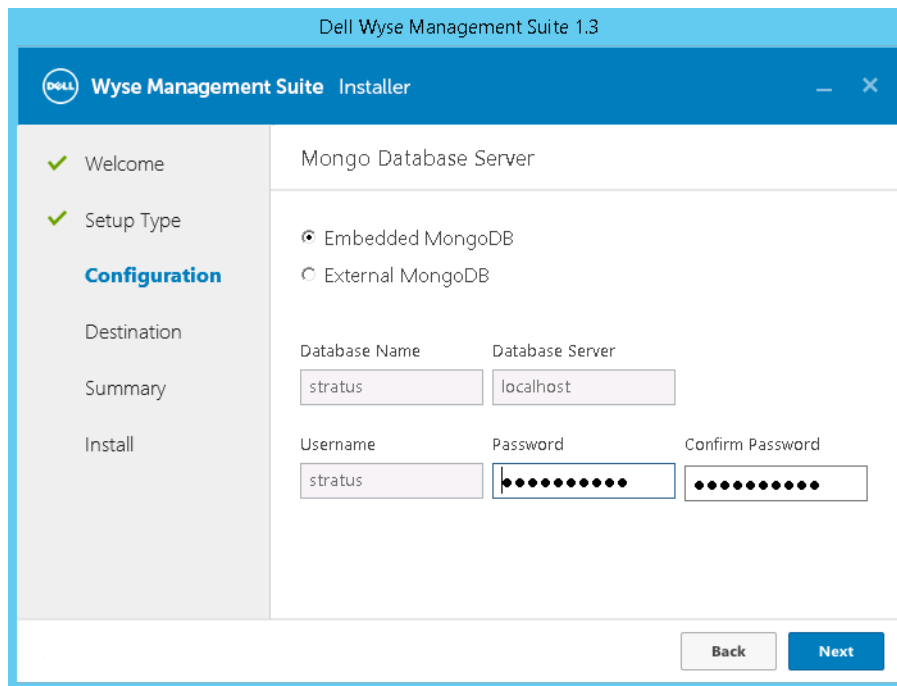 Dell Wyse Management Suite 1.3
DELL Wyse Management Suite Installer
Welcome
Setup Type
Configuration
Destination
Summary
Install
Mongo Database Server
Embedded MongoDB
External MongoDB
Database Name Database Server
stratus localhost
Username Password Confirm Password
stratus ●●●●●●●●●● ●●●●●●●●●●
Back Next